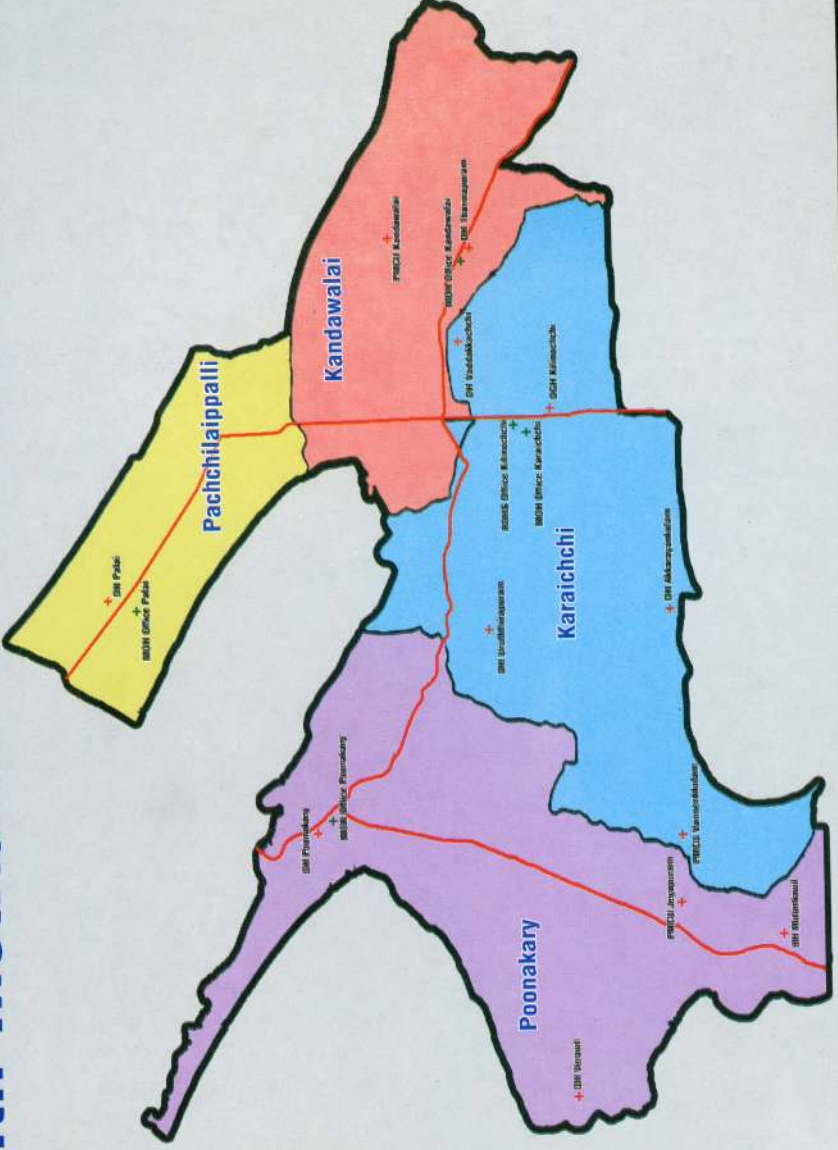 DH Palai
MOH Office Palai
Pachchilaippalli
DH Poonakary
Kandawalai
MOH Office Poonakary
PMCU Kandawalai
MOH Office Kandawalai
DH Tharmapuram
DH Vaddakkachchi
DH Uruththirapuram
RDHS Office Kilinochchi
Poonakary
MOH Office Karaichchi
DGH Kilinochchi
Karaichchi
DH Veravil
DH Akkarayankulam
PMCU Jeyapuram
PMCU Vannerikkulam
DH Mulankavil